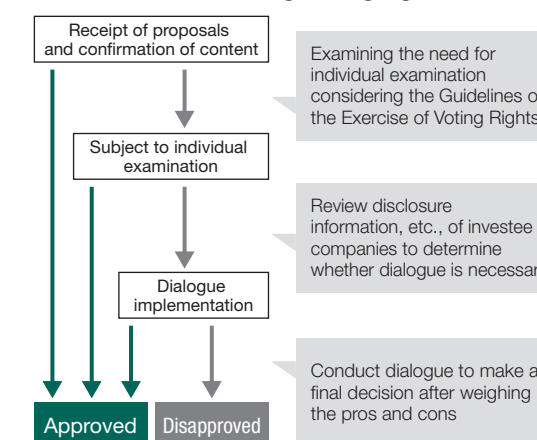 Receipt of proposals
and confirmation of content
Examining the need for
individual examination
considering the Guidelines
the Exercise of Voting Rights
Subject to individual
examination
Review disclosure
information, etc., of investee
companies to determine
whether dialogue is
Dialogue
implementation
Conduct dialogue to make a
final decision after weighing
the pros and cons
Approved
Disapproved